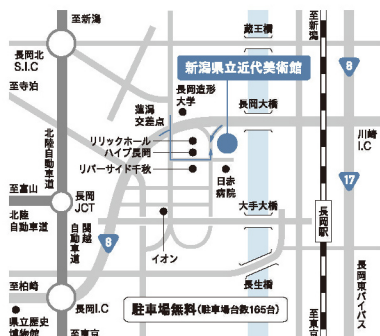 至新潟
蔵王橋
至新潟
長岡北
S.I.C
新潟県立近代美術館
8
至寺泊
長岡造形
大学
蓮潟
交差点
長岡大橋
北陸自動車道
リリックホール
ハイブ長岡
川崎
I.C
リバーサイド千秋
日赤
病院
17
至富山
長岡
JCT
大手大橋
北陸
自動車道
関越
自動車道
長岡駅
8
イオン
至柏崎
長生橋
長岡東バイパス
長岡I.C
駐車場無料(駐車場台数165台)
県立歴史
博物館
至東京
至東京